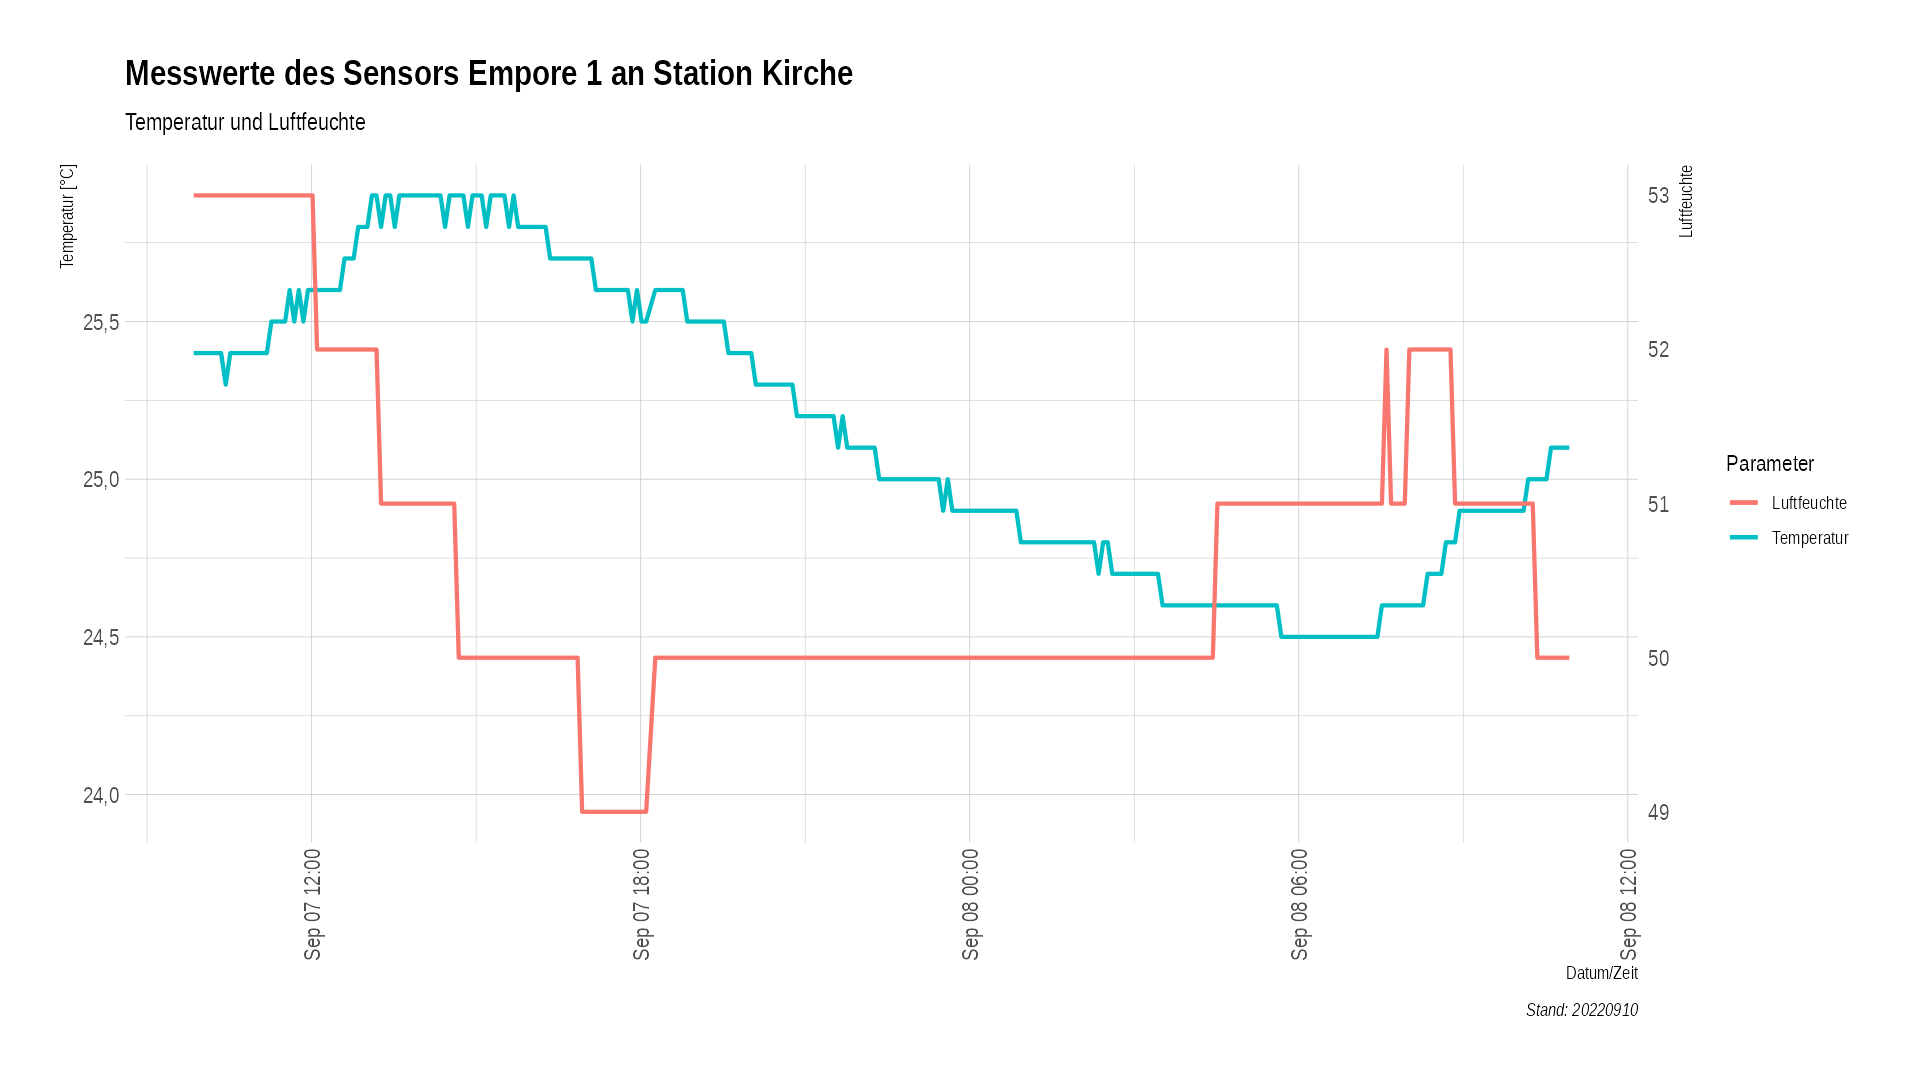 Messwerte des Sensors Empore 1 an Station Kirche
Temperatur und Luftfeuchte
Temperatur [°C]
25,5
25,0
24,5
24,0
53
52
51
50
49
Luftfeuchte
Sep 07 12:00
Sep 07 18:00
Sep 08 00:00
Sep 08 06:00
Sep 08 12:00
Datum/Zeit
Parameter
Luftfeuchte
Temperatur
Stand: 20220910